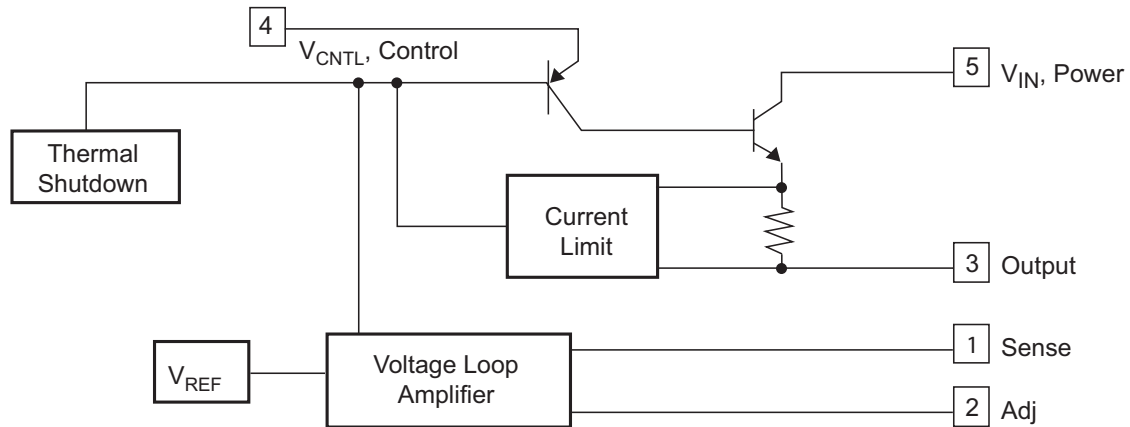 4
V_CNTL, Control
5 V_IN, Power
Thermal
Shutdown
Current
Limit
3 Output
1 Sense
V_REF
Voltage Loop
Amplifier
2 Adj